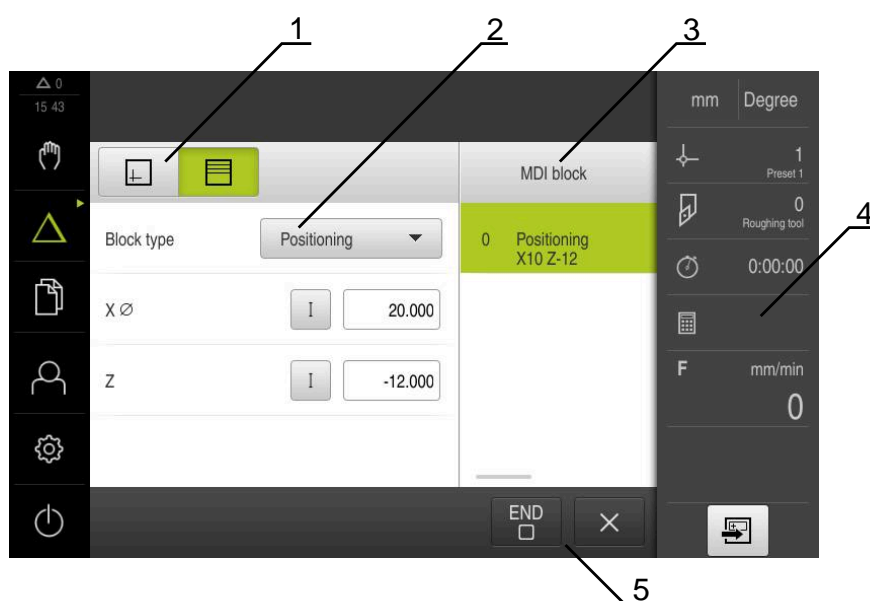 1
2
3
0
15 43
mm Degree
1
Preset 1
MDI block
0
Roughing tool
4
Block type Positioning
0 Positioning
X10 Z-12
0:00:00
X Ø I 20.000
F mm/min
Z I -12.000
0
END
5